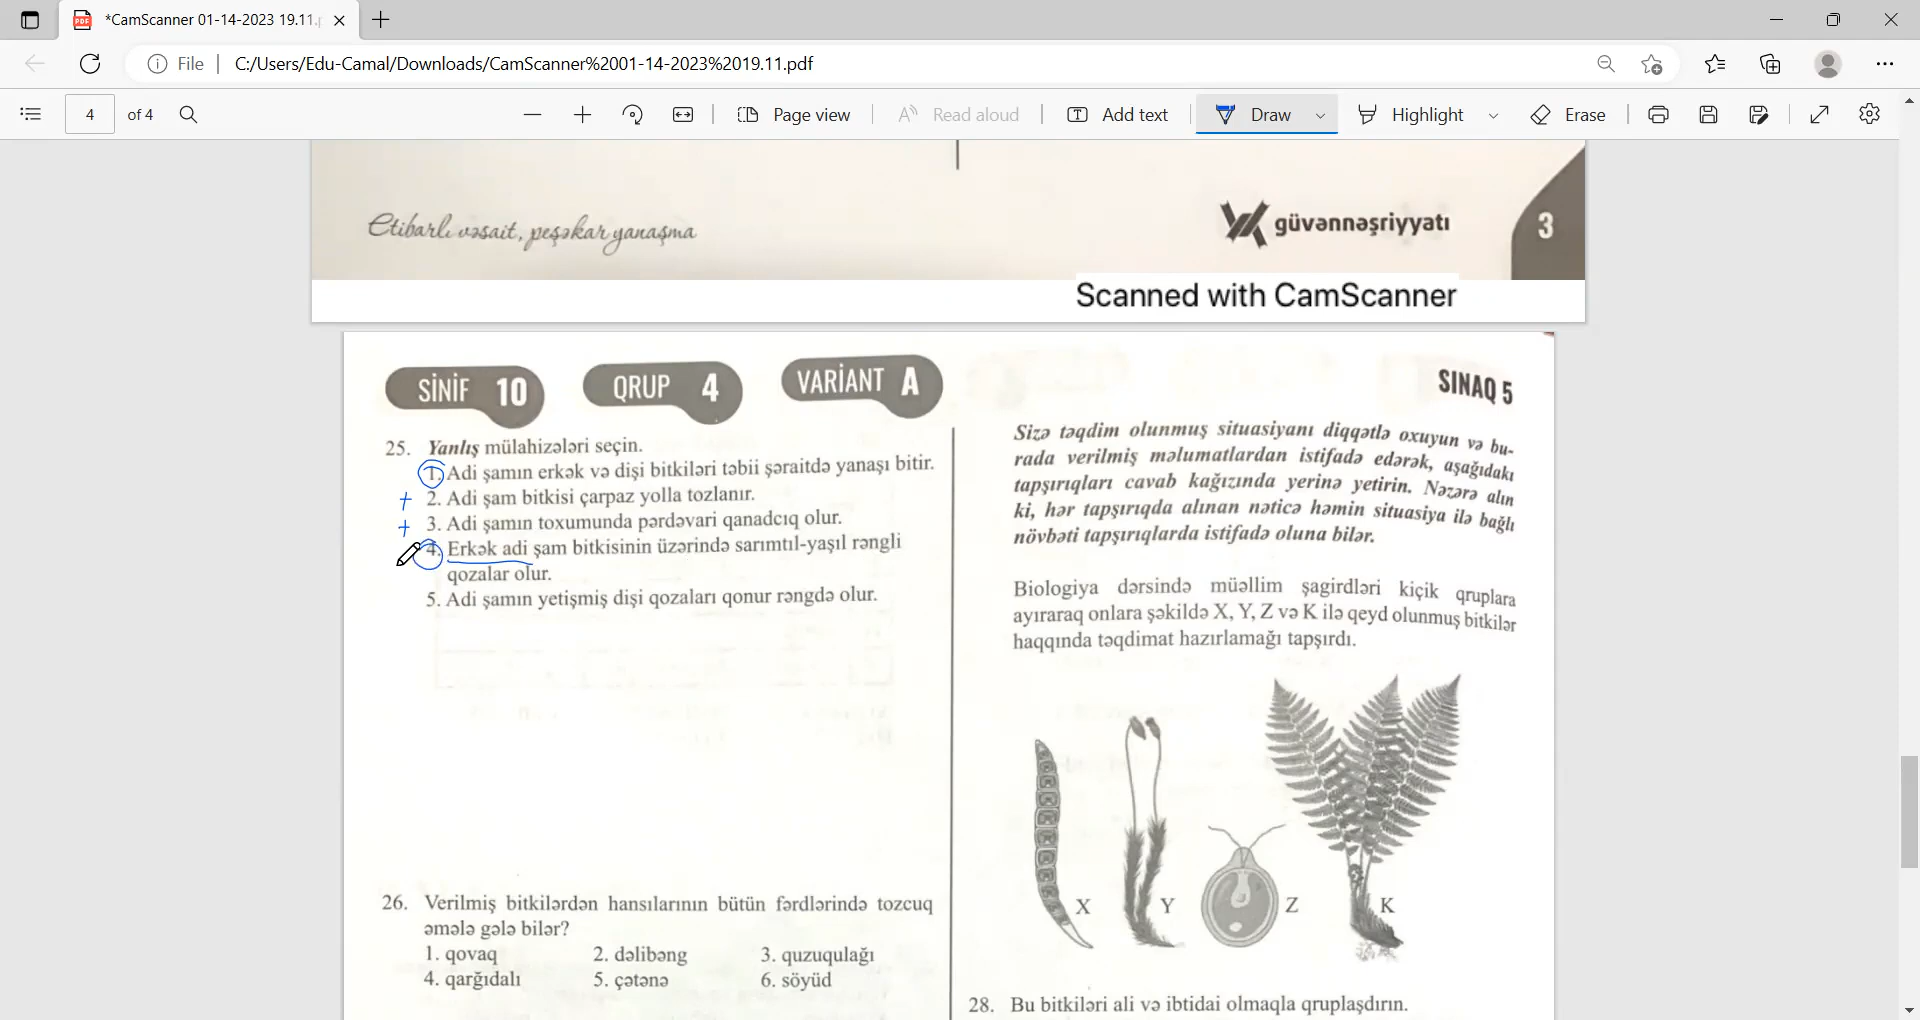 *CamScanner 01-14-2023 19.11.
File
C:/Users/Edu-Camal/Downloads/CamScanner%2001-14-2023%2019.11.pdf
4 of 4
Page view
Read aloud
Add text
Draw
Highlight
Erase
Etibarlı vəsait, peşəkar yanaşma
güvənnəşriyyatı
3
Scanned with CamScanner
SİNİF 10
QRUP 4
VARİANT A
SINAQ 5
25. Yanlış mülahizələri seçin.
1. Adi şamın erkək və dişi bitkiləri təbii şəraitdə yanaşı bitir.
+ 2. Adi şam bitkisi çarpaz yolla tozlanır.
+ 3. Adi şamın toxumunda pərdəvari qanadcıq olur.
4. Erkək adi şam bitkisinin üzərində sarımtıl-yaşıl rəngli
qozalar olur.
5. Adi şamın yetişmiş dişi qozaları qonur rəngdə olur.
26. Verilmiş bitkilərdən hansılarının bütün fərdlərində tozcuq
əmələ gələ bilər?
1. qovaq 2. dəlibəng 3. quzuqulağı
4. qarğıdalı 5. çətənə 6. söyüd
Sizə təqdim olunmuş situasiyanı diqqətlə oxuyun və bu-
rada verilmiş məlumatlardan istifadə edərək, aşağıdakı
tapşırıqları cavab kağızında yerinə yetirin. Nəzərə alın
ki, hər tapşırıqda alınan nəticə həmin situasiya ilə bağlı
növbəti tapşırıqlarda istifadə oluna bilər.
Biologiya dərsində müəllim şagirdləri kiçik qruplara
ayıraraq onlara şəkildə X, Y, Z və K ilə qeyd olunmuş bitkilər
haqqında təqdimat hazırlamağı tapşırdı.
X Y Z K
28. Bu bitkiləri ali və ibtidai olmaqla qruplaşdırın.